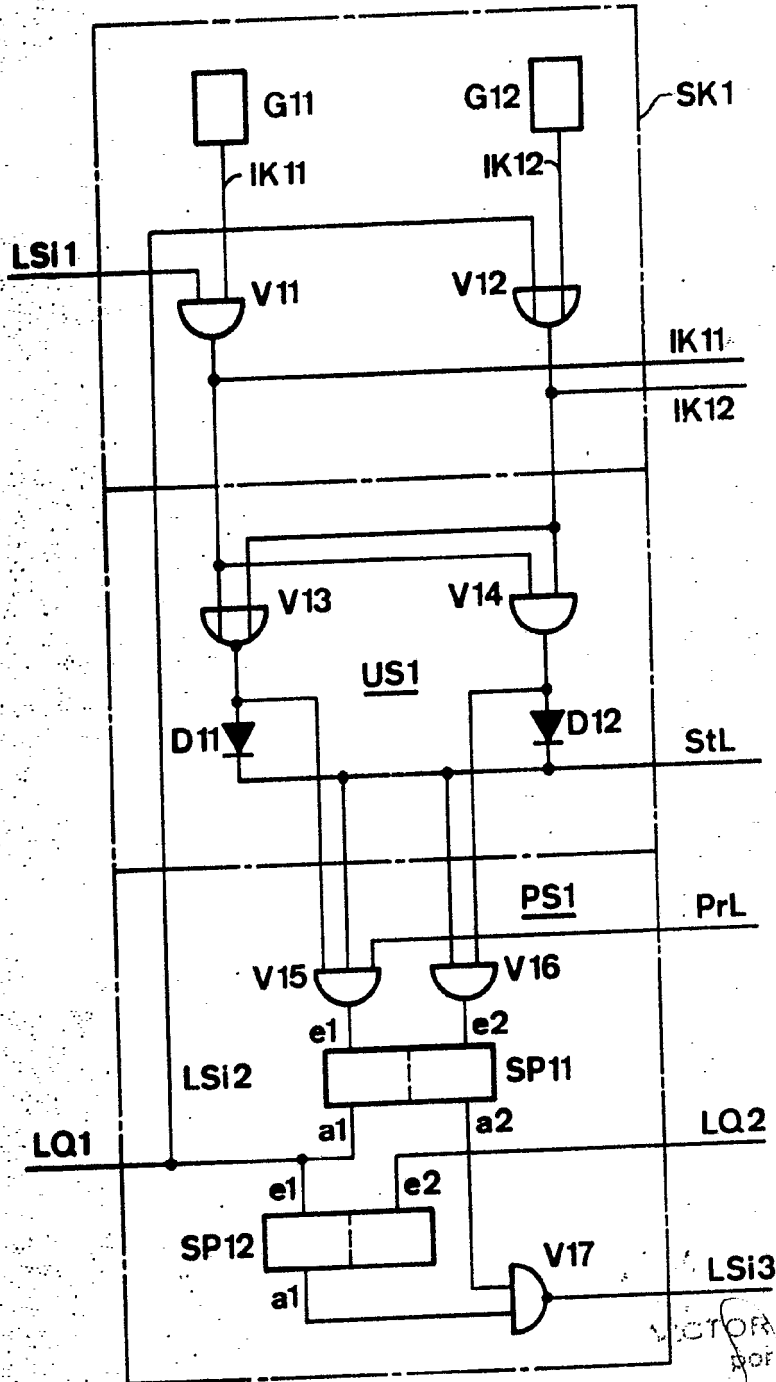 G11
G12
SK1
IK11
IK12
LSi1
V11
V12
IK11
IK12
V13
V14
US1
D11
D12
StL
PS1
PrL
V15
V16
e1
e2
SP11
LSi2
a1
a2
LQ1
LQ2
e1
e2
SP12
V17
a1
LSi3